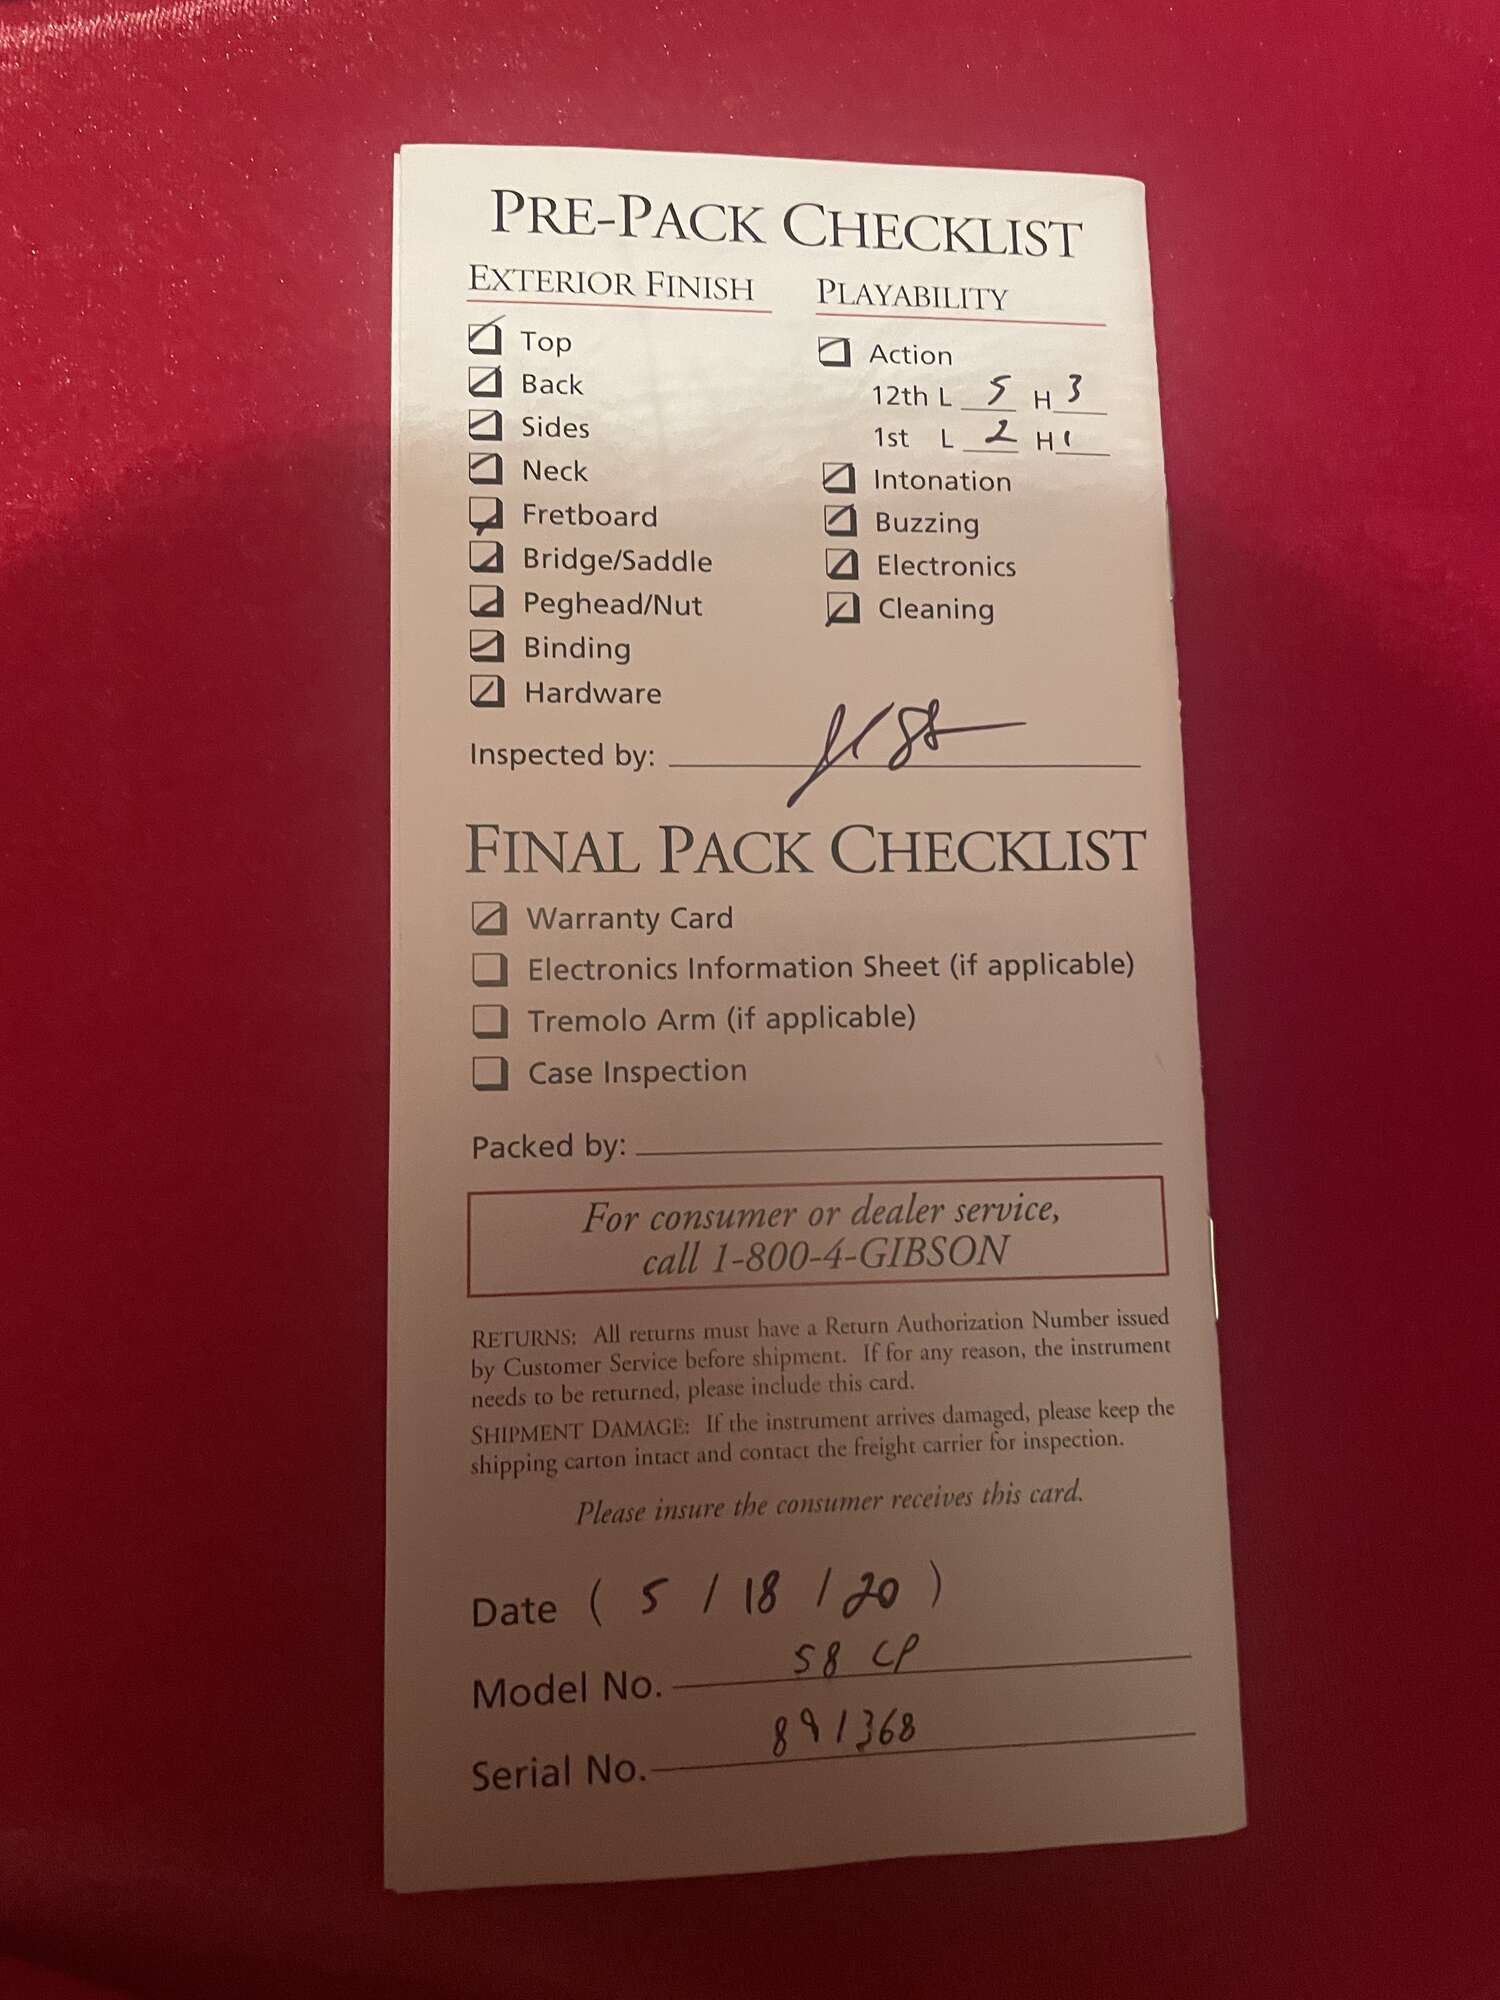 PRE-PACK CHECKLIST
EXTERIOR FINISH
Top
Back
Sides
Neck
Fretboard
Bridge/Saddle
Peghead/Nut
Binding
Hardware
PLAYABILITY
Action
12th L 5 H 3
1st L 2 H 1
Intonation
Buzzing
Electronics
Cleaning
Inspected by:
FINAL PACK CHECKLIST
Warranty Card
Electronics Information Sheet (if applicable)
Tremolo Arm (if applicable)
Case Inspection
Packed by:
For consumer or dealer service,
call 1-800-4-GIBSON
RETURNS: All returns must have a Return Authorization Number issued
by Customer Service before shipment. If for any reason, the instrument
needs to be returned, please include this card.
SHIPMENT DAMAGE: If the instrument arrives damaged, please keep the
shipping carton intact and contact the freight carrier for inspection.
Please insure the consumer receives this card.
Date ( 5 / 18 / 20 )
Model No. 58 CP
Serial No. 891368